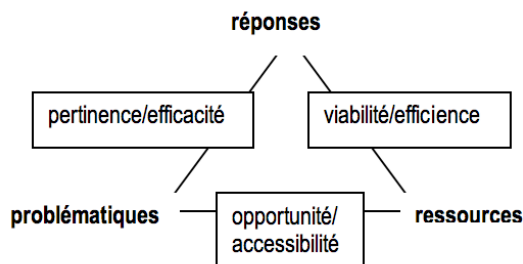 réponses
pertinence/efficacité
viabilité/efficience
problématiques
opportunité/
accessibilité
ressources